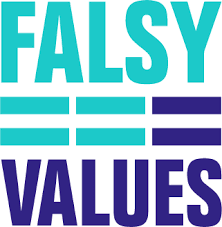 FALSY
===
VALUES